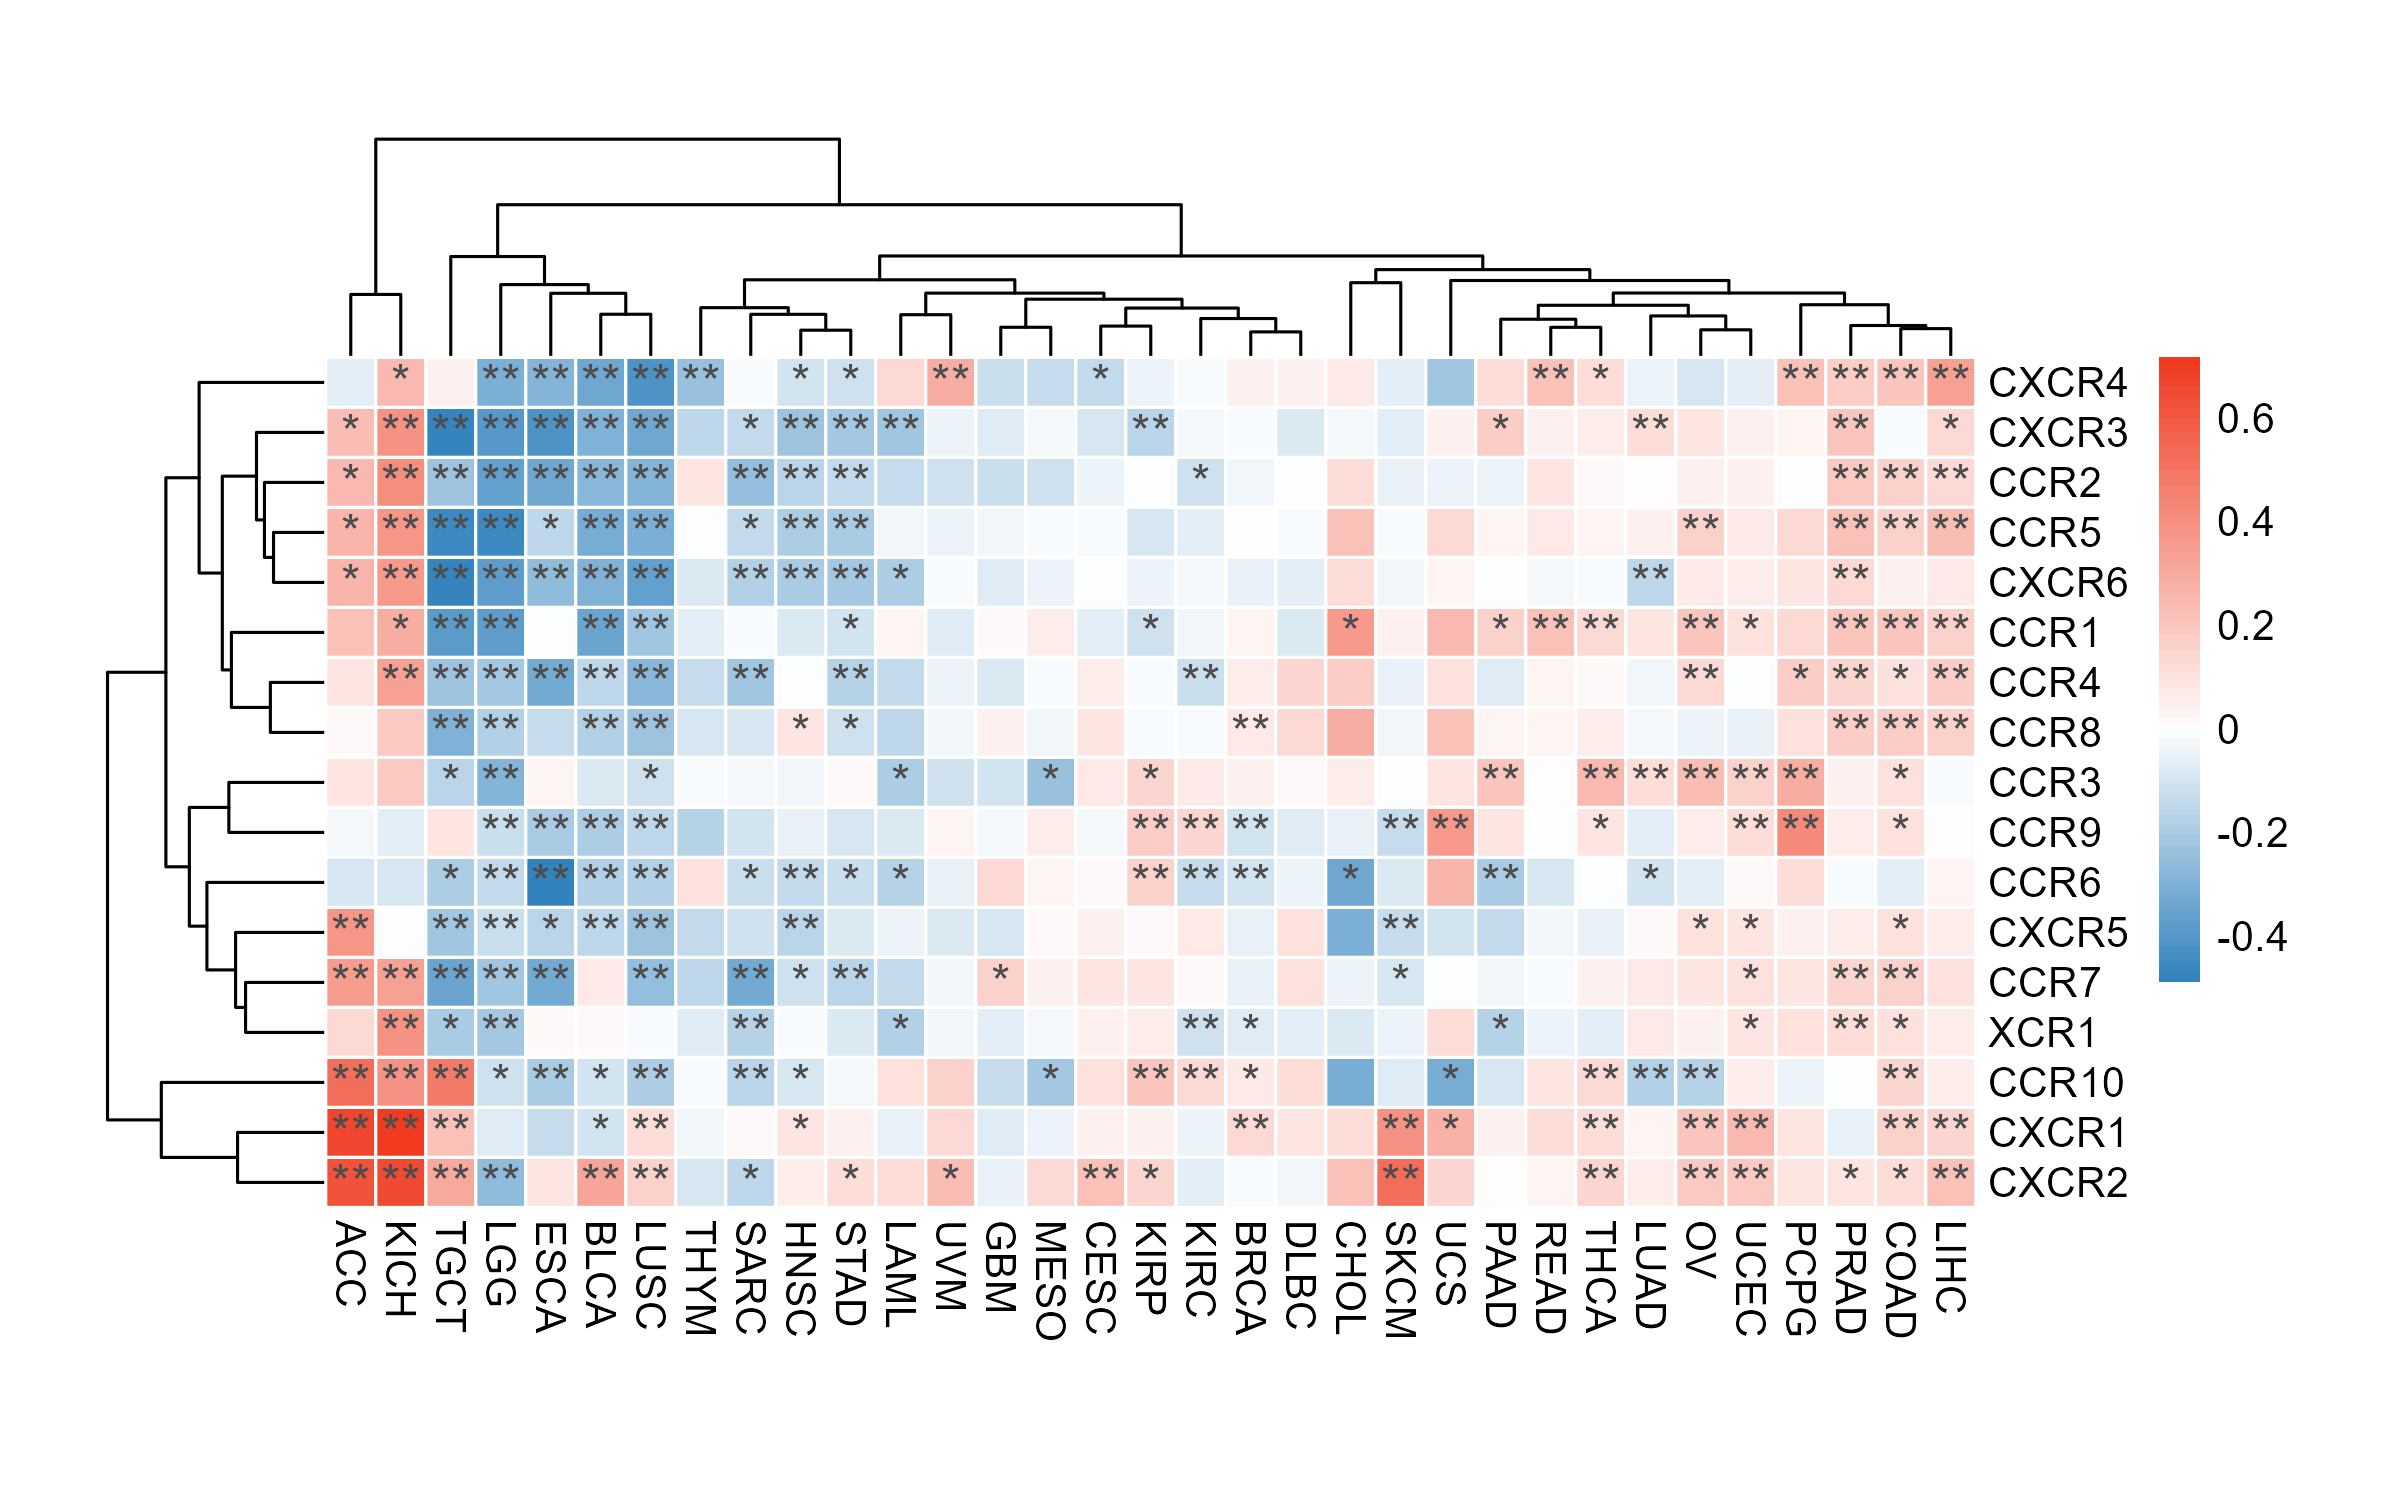 CXCR4
CXCR3
CCR2
CCR5
CXCR6
CCR1
CCR4
CCR8
CCR3
CCR9
CCR6
CXCR5
CCR7
XCR1
CCR10
CXCR1
CXCR2
0.6
0.4
0.2
0
-0.2
-0.4
ACC
KICH
TGCT
LGG
ESCA
BLCA
LUSC
THYM
SARC
HNSC
STAD
LAML
UVM
GBM
MESO
CESC
KIRP
KIRC
BRCA
DLBC
CHOL
SKCM
UCS
PAAD
READ
THCA
LUAD
OV
UCEC
PCPG
PRAD
COAD
LIHC